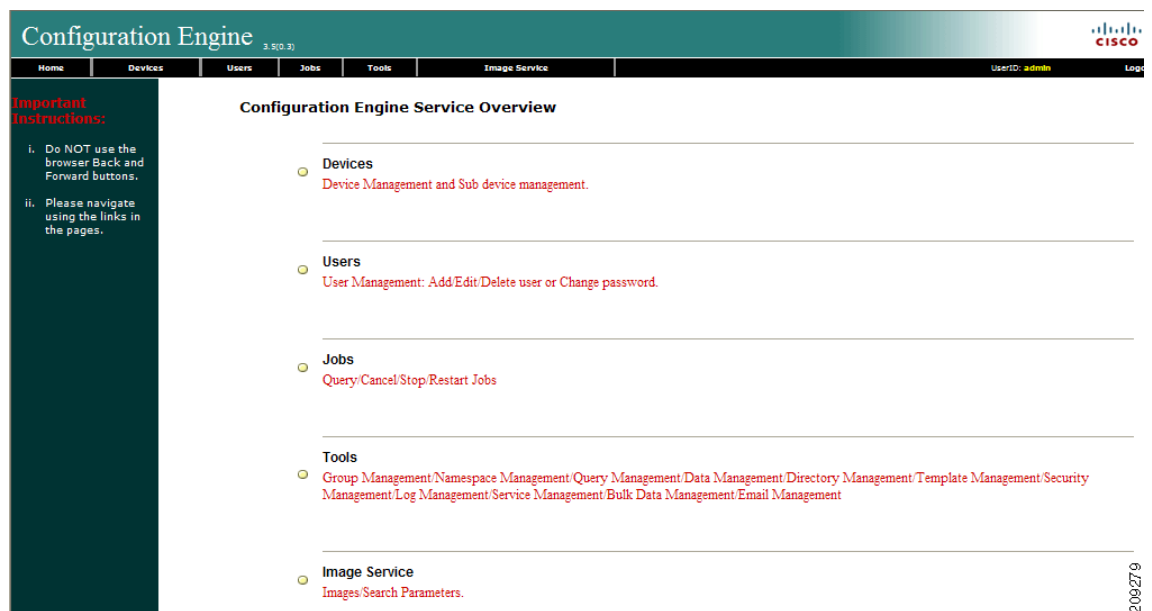 Configuration Engine 3.5(0.3)
CISCO
Home Devices Users Jobs Tools Image Service UserID: admin Logo
Important
Instructions:
i. Do NOT use the
browser Back and
Forward buttons.
ii. Please navigate
using the links in
the pages.
Configuration Engine Service Overview
Devices
Device Management and Sub device management.
Users
User Management: Add/Edit/Delete user or Change password.
Jobs
Query/Cancel/Stop/Restart Jobs
Tools
Group Management/Namespace Management/Query Management/Data Management/Directory Management/Template Management/Security
Management/Log Management/Service Management/Bulk Data Management/Email Management
Image Service
Images/Search Parameters.
209279